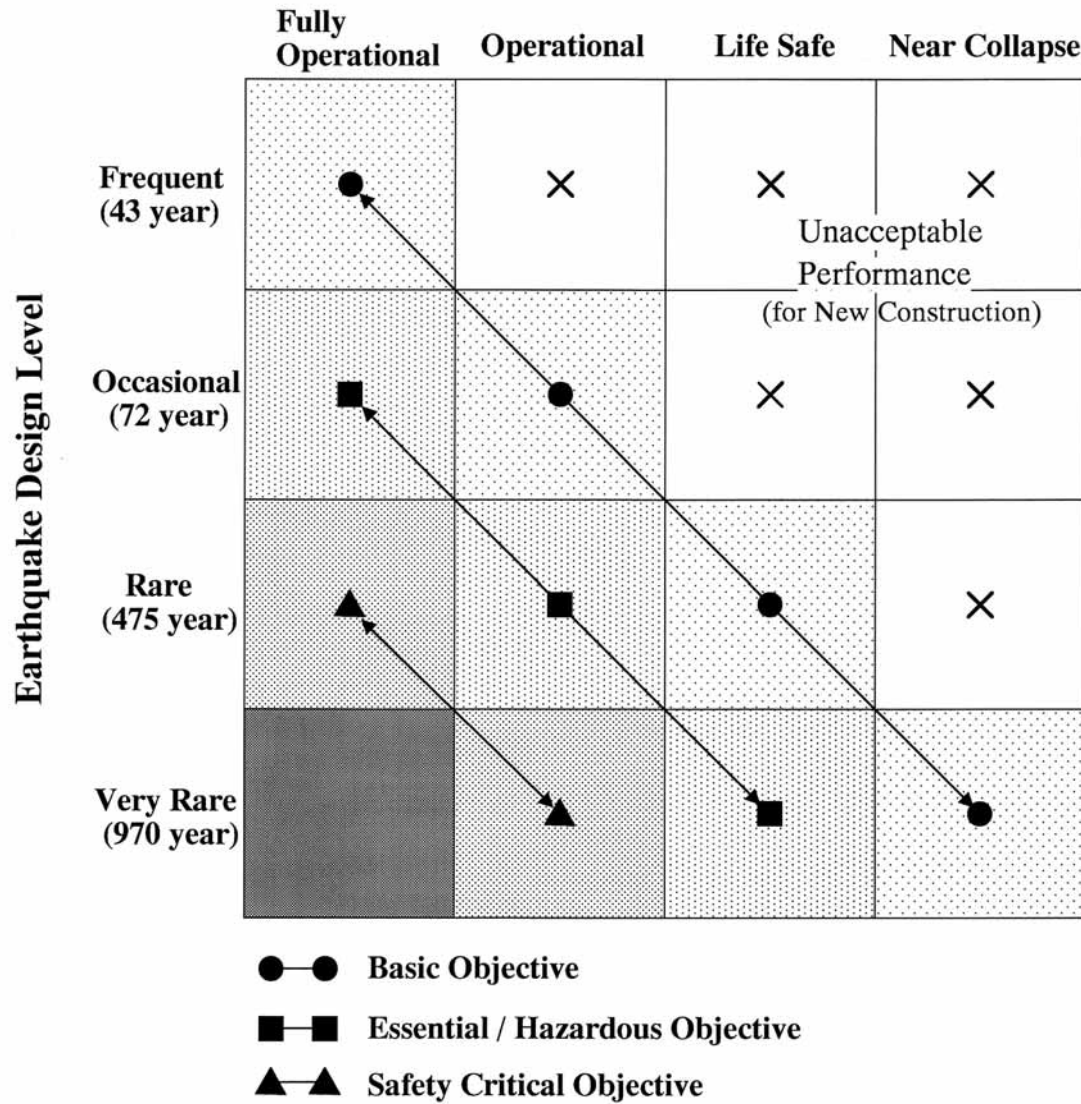 Fully
Operational
Operational
Life Safe
Near Collapse
Earthquake Design Level
Frequent
(43 year)
Unacceptable
Performance
(for New Construction)
Occasional
(72 year)
Rare
(475 year)
Very Rare
(970 year)
Basic Objective
Essential / Hazardous Objective
Safety Critical Objective